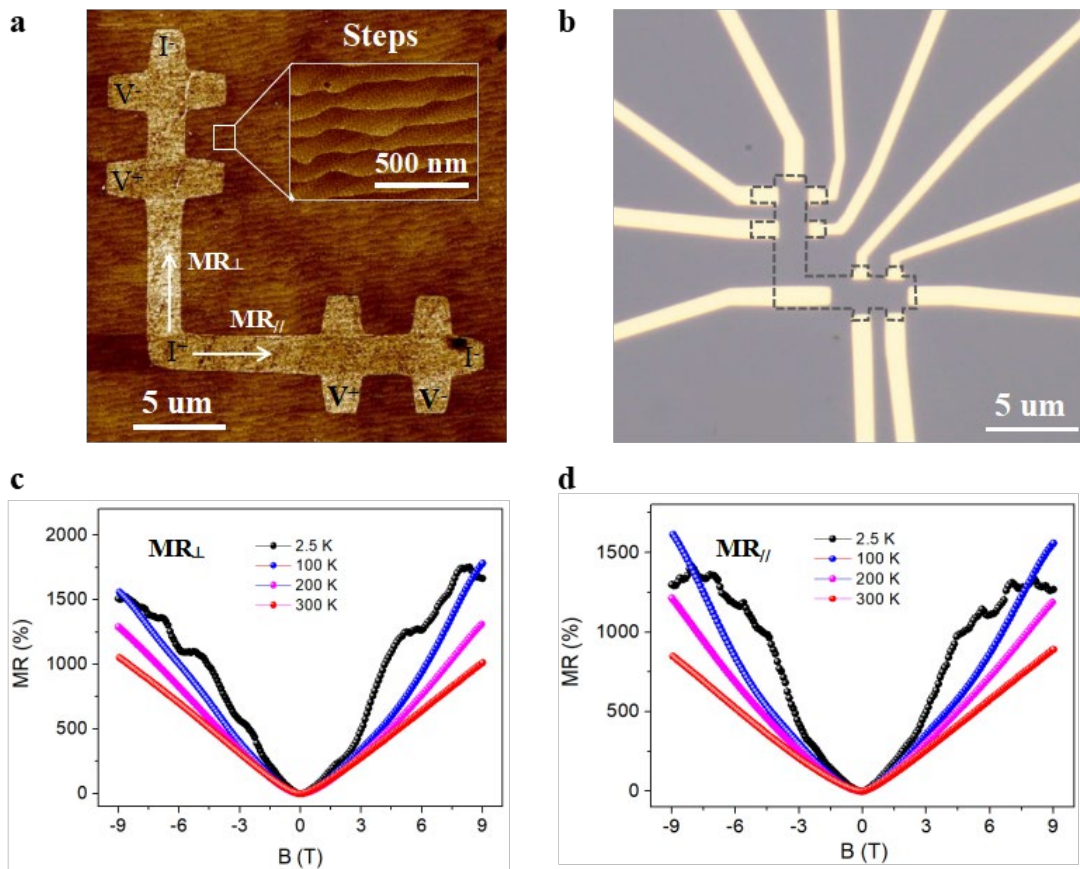 a
I-
Steps
V-
500 nm
V+
MR⊥
MR//
I+
I-
V+
V-
5 um
b
5 um
c
MR⊥
2.5 K
100 K
200 K
300 K
MR (%)
2000
1500
1000
500
0
-9 -6 -3 0 3 6 9
B (T)
d
MR//
2.5 K
100 K
200 K
300 K
MR (%)
1500
1000
500
0
-9 -6 -3 0 3 6 9
B (T)